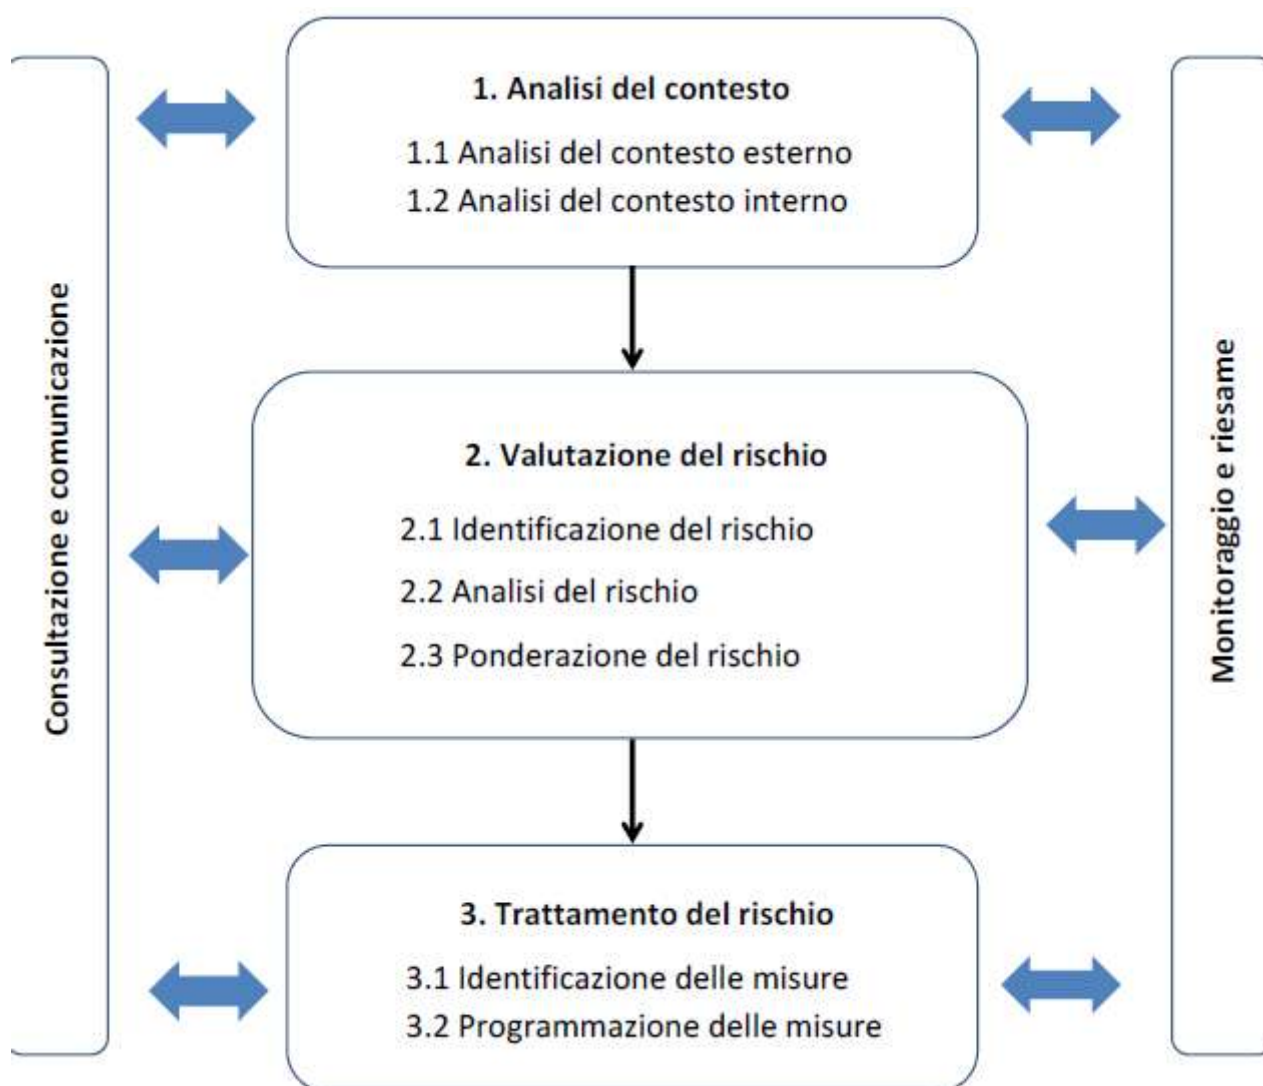 Consultazione e comunicazione
1. Analisi del contesto
1.1 Analisi del contesto esterno
1.2 Analisi del contesto interno
2. Valutazione del rischio
2.1 Identificazione del rischio
2.2 Analisi del rischio
2.3 Ponderazione del rischio
3. Trattamento del rischio
3.1 Identificazione delle misure
3.2 Programmazione delle misure
Monitoraggio e riesame